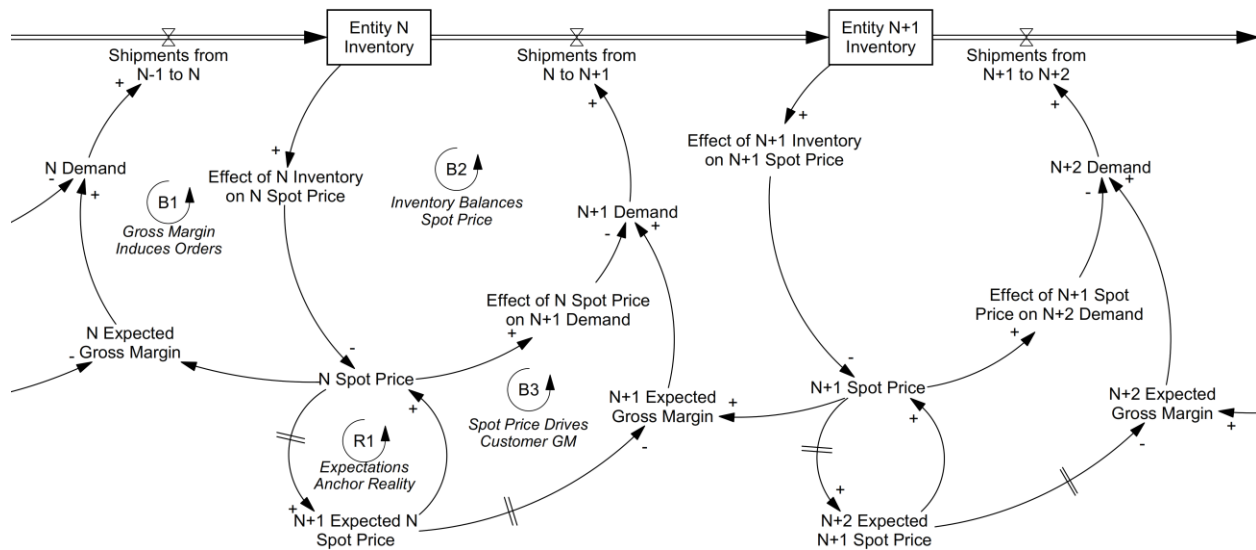 Entity N
Inventory
Entity N+1
Inventory
Shipments from
N-1 to N
Shipments from
N to N+1
Shipments from
N+1 to N+2
+
+
+
+
+
Effect of N+1 Inventory
on N+1 Spot Price
N Demand
-
+
Effect of N Inventory
on N Spot Price
B1
Gross Margin
Induces Orders
B2
Inventory Balances
Spot Price
N+1 Demand
-
+
N+2 Demand
-
+
Effect of N Spot Price
on N+1 Demand
+
Effect of N+1 Spot
Price on N+2 Demand
+
N Expected
Gross Margin
-
-
N Spot Price
+
B3
Spot Price Drives
Customer GM
N+1 Expected
Gross Margin
+
-
-
N+1 Spot Price
+
N+2 Expected
Gross Margin
+
-
R1
Expectations
Anchor Reality
+
N+1 Expected N
Spot Price
+
N+2 Expected
N+1 Spot Price